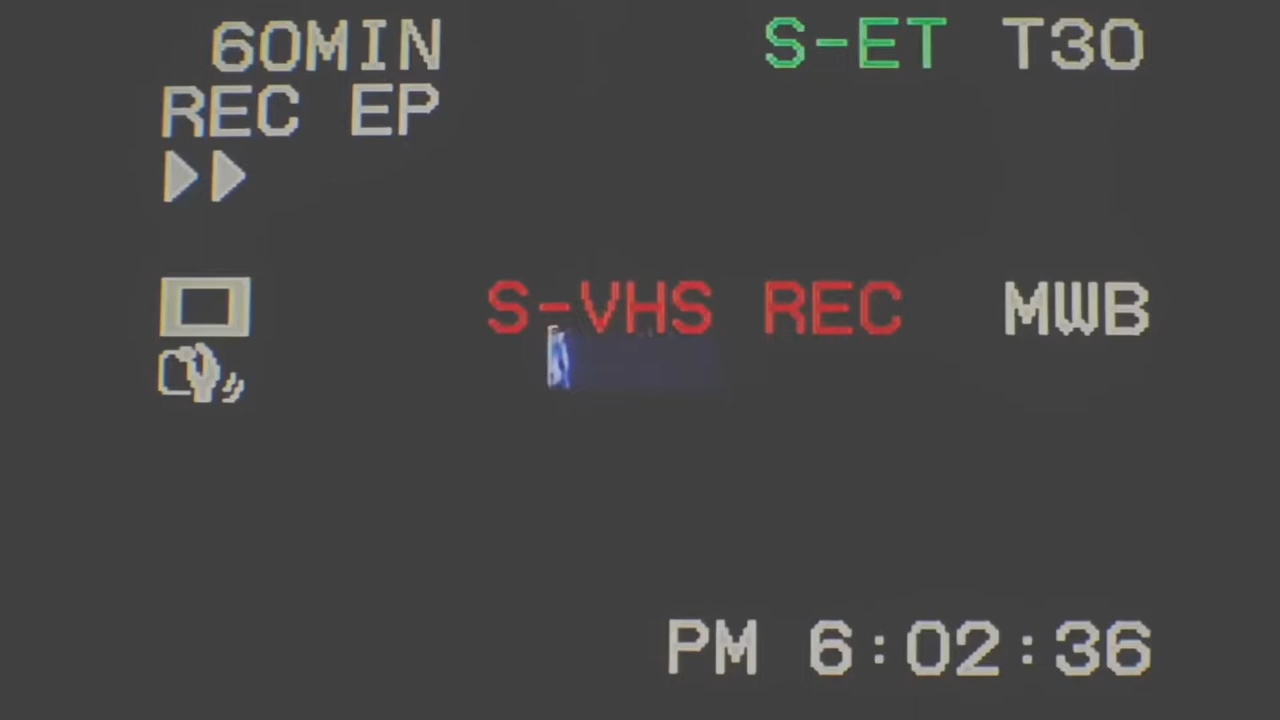 60MIN S-ET T30
REC EP
S-VHS REC MWB
PM 6:02:36